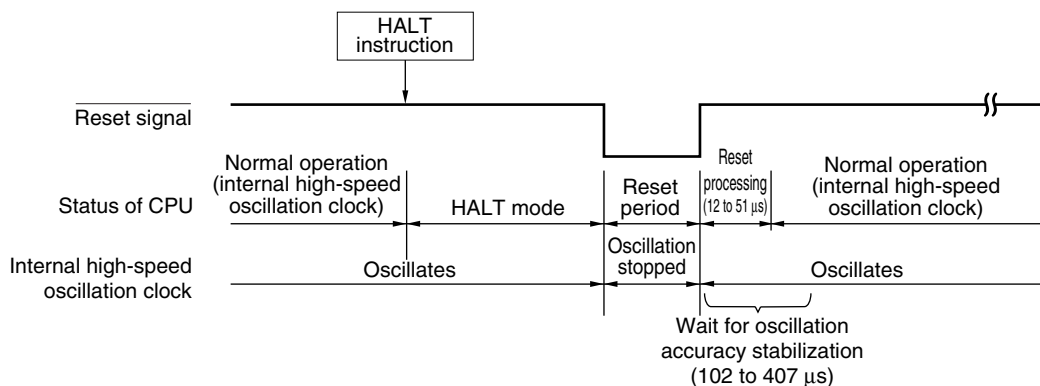 HALT
instruction
Reset signal
Normal operation
(internal high-speed
oscillation clock)
Status of CPU
HALT mode
Reset
period
Reset
processing
(12 to 51 μs)
Normal operation
(internal high-speed
oscillation clock)
Internal high-speed
oscillation clock
Oscillates
Oscillation
stopped
Oscillates
Wait for oscillation
accuracy stabilization
(102 to 407 μs)